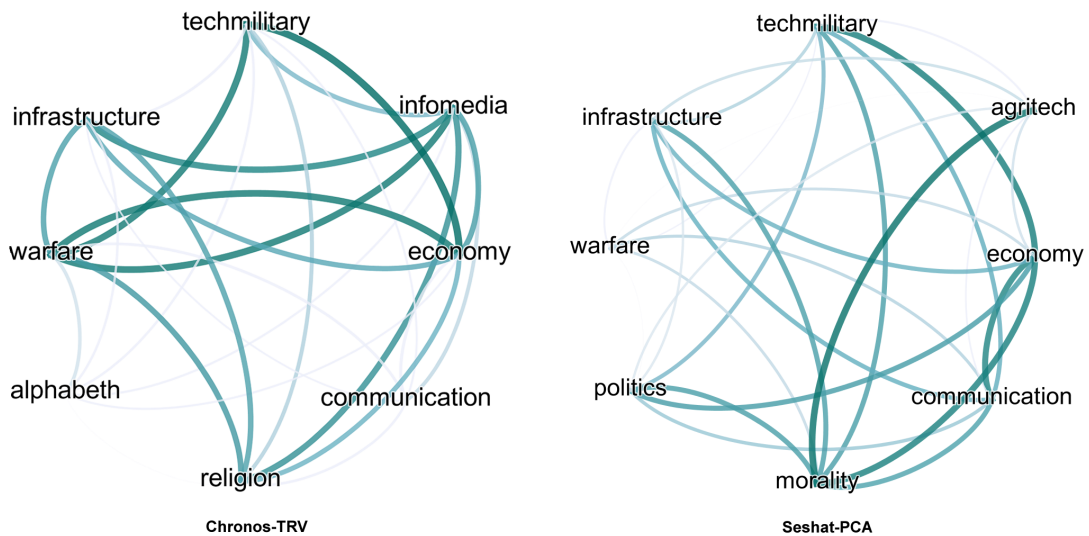 techmilitary
infrastructure
infomedia
warfare
economy
alphabeth
communication
religion
Chronos-TRV
techmilitary
infrastructure
agritech
warfare
economy
politics
communication
morality
Seshat-PCA